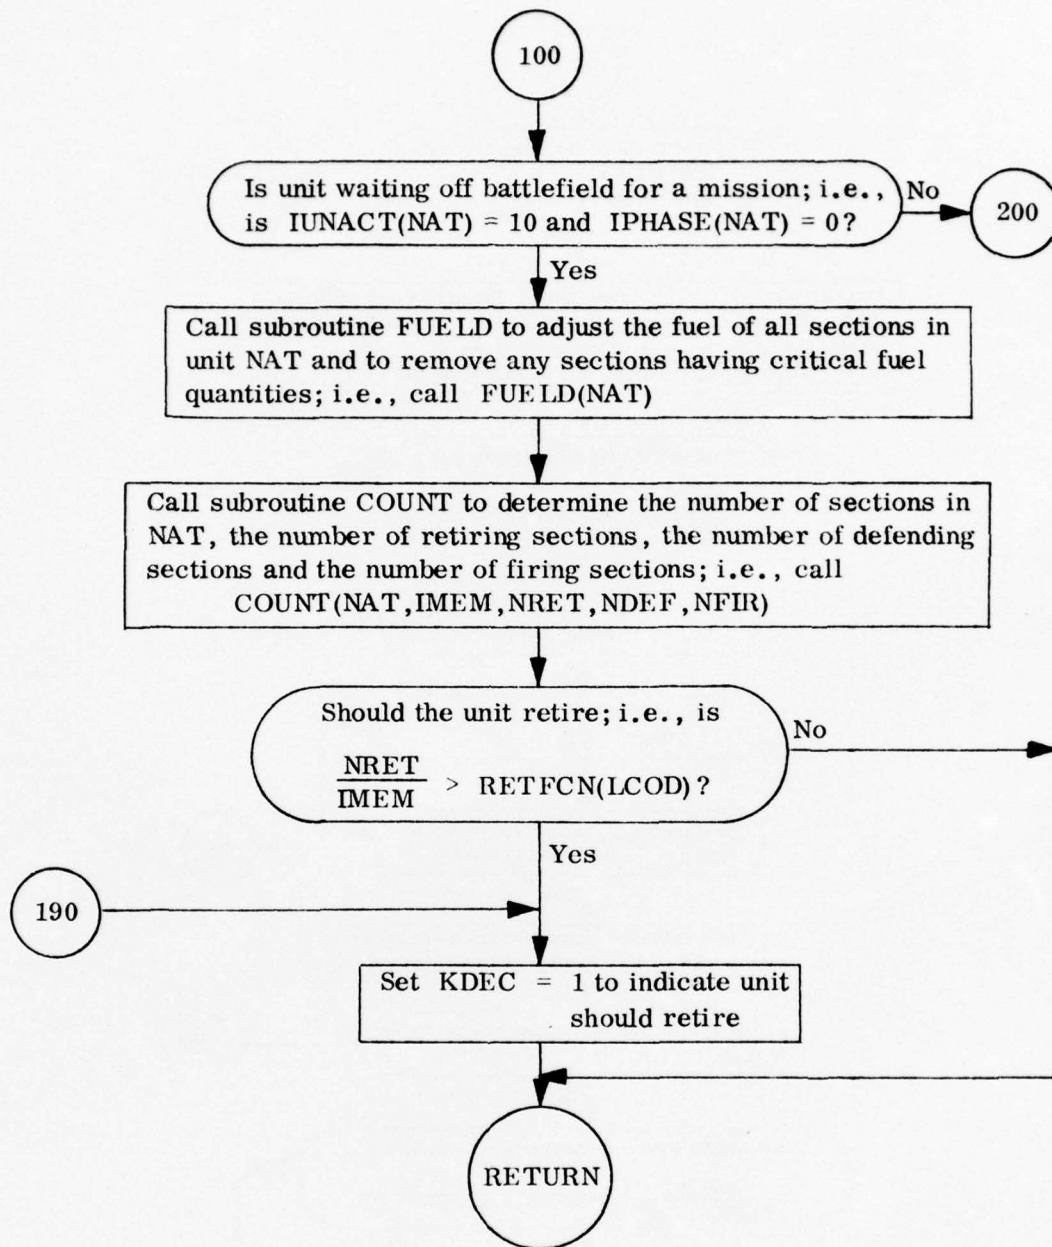 100
Is unit waiting off battlefield for a mission; i.e.,
is IUNACT(NAT) = 10 and IPHASE(NAT) = 0?
No
200
Yes
Call subroutine FUELD to adjust the fuel of all sections in
unit NAT and to remove any sections having critical fuel
quantities; i.e., call FUELD(NAT)
Call subroutine COUNT to determine the number of sections in
NAT, the number of retiring sections, the number of defending
sections and the number of firing sections; i.e., call
COUNT(NAT,IMEM,NRET,NDEF,NFIR)
Should the unit retire; i.e., is
NRET
IMEM > RETFCN(LCOD)?
No
Yes
190
Set KDEC = 1 to indicate unit
should retire
RETURN